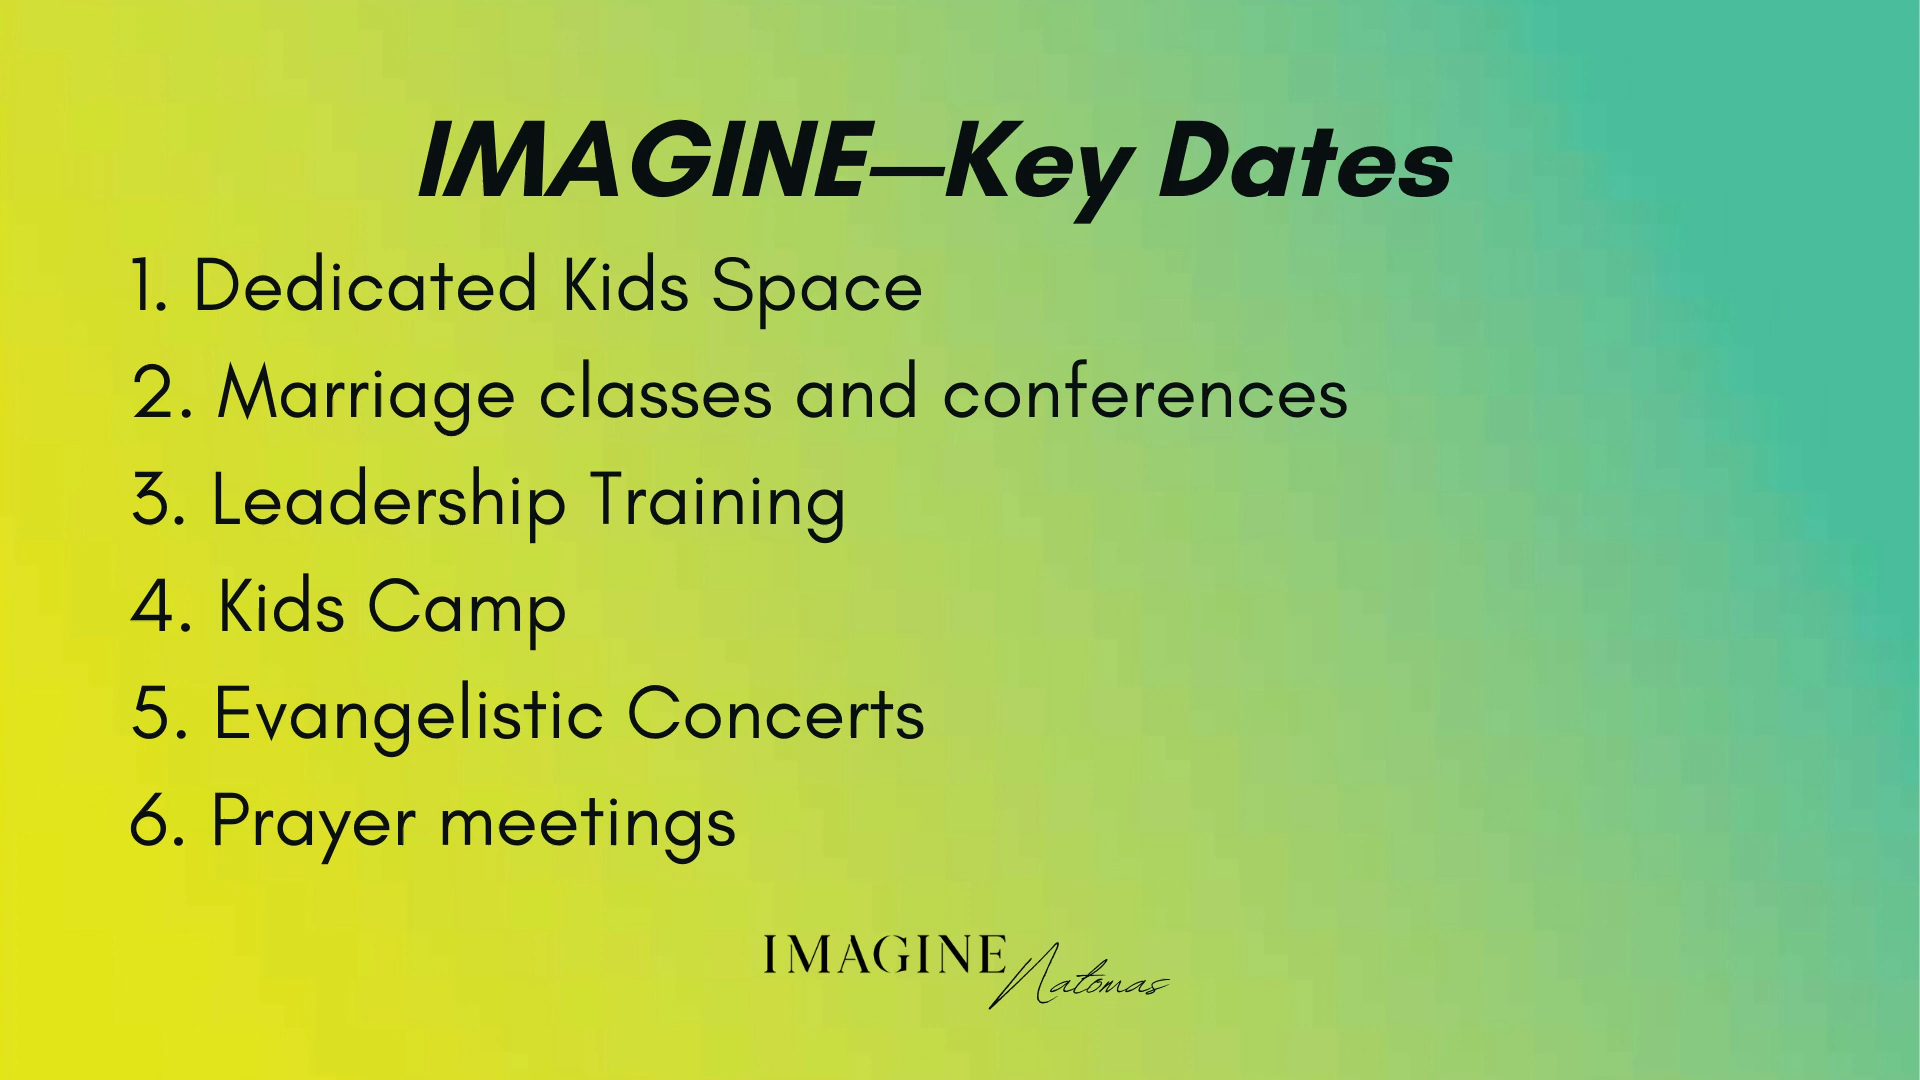 IMAGINE—Key Dates
1. Dedicated Kids Space
2. Marriage classes and conferences
3. Leadership Training
4. Kids Camp
5. Evangelistic Concerts
6. Prayer meetings
IMAGINE Natomas